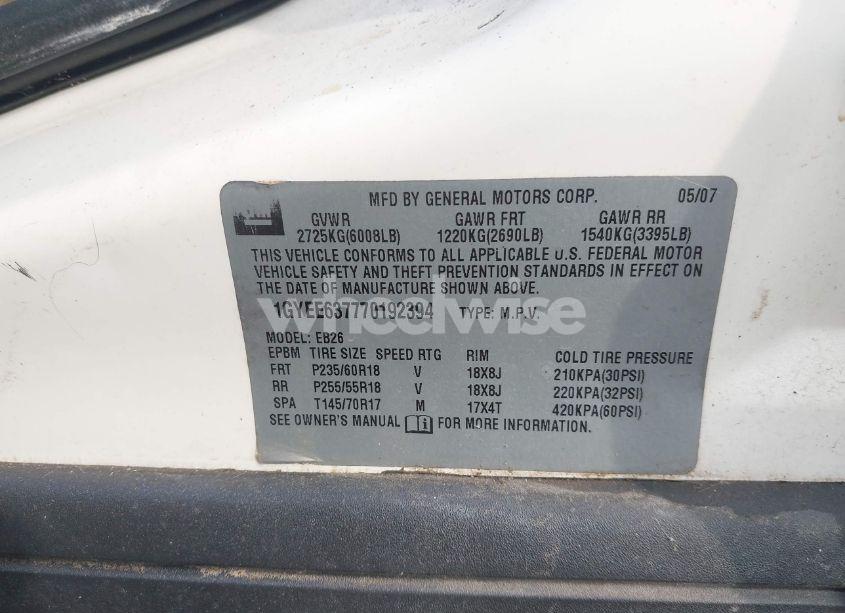 MFD BY GENERAL MOTORS CORP. 05/07
GVWR GAWR FRT GAWR RR
2725KG(6008LB) 1220KG(2690LB) 1540KG(3395LB)
THIS VEHICLE CONFORMS TO ALL APPLICABLE U.S. FEDERAL MOTOR
VEHICLE SAFETY AND THEFT PREVENTION STANDARDS IN EFFECT ON
THE DATE OF MANUFACTURE SHOWN ABOVE.
1GYEE637770192394 TYPE: M.P.V.
wheelwise
MODEL: EB26
EPBM TIRE SIZE SPEED RTG RIM COLD TIRE PRESSURE
FRT P235/60R18 V 18X8J 210KPA(30PSI)
RR P255/55R18 V 18X8J 220KPA(32PSI)
SPA T145/70R17 M 17X4T 420KPA(60PSI)
SEE OWNER'S MANUAL i FOR MORE INFORMATION.